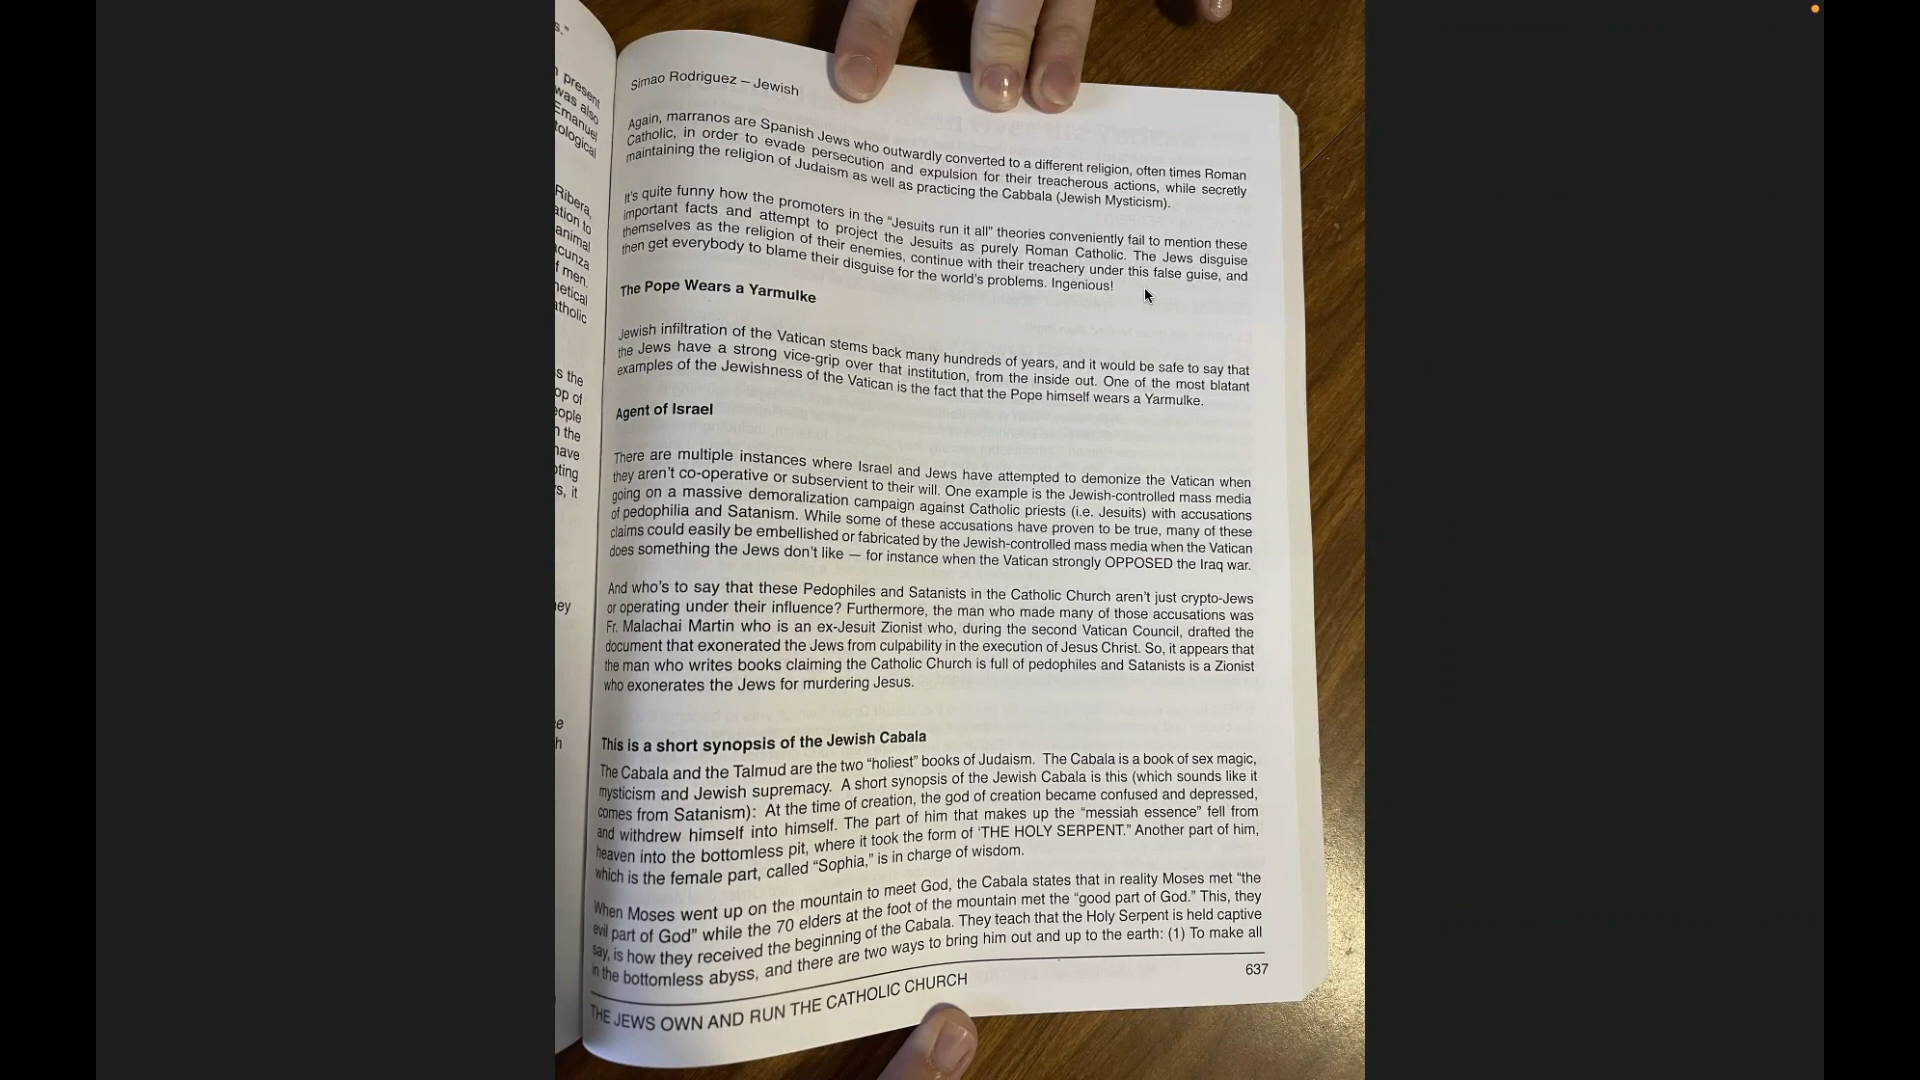 s."
present
was also
Emanuel
tological
Ribera,
ation to
animal
acunza
f men.
netical
atholic
s the
op of
eople
n the
have
oting
s, it
ney
ce
h
Simao Rodriguez – Jewish
Again, marranos are Spanish Jews who outwardly converted to a different religion, often times Roman
Catholic, in order to evade persecution and expulsion for their treacherous actions, while secretly
maintaining the religion of Judaism as well as practicing the Cabbala (Jewish Mysticism).
It's quite funny how the promoters in the "Jesuits run it all" theories conveniently fail to mention these
important facts and attempt to project the Jesuits as purely Roman Catholic. The Jews disguise
themselves as the religion of their enemies, continue with their treachery under this false guise, and
then get everybody to blame their disguise for the world's problems. Ingenious!
The Pope Wears a Yarmulke
Jewish infiltration of the Vatican stems back many hundreds of years, and it would be safe to say that
the Jews have a strong vice-grip over that institution, from the inside out. One of the most blatant
examples of the Jewishness of the Vatican is the fact that the Pope himself wears a Yarmulke.
Agent of Israel
There are multiple instances where Israel and Jews have attempted to demonize the Vatican when
they aren't co-operative or subservient to their will. One example is the Jewish-controlled mass media
going on a massive demoralization campaign against Catholic priests (i.e. Jesuits) with accusations
of pedophilia and Satanism. While some of these accusations have proven to be true, many of these
claims could easily be embellished or fabricated by the Jewish-controlled mass media when the Vatican
does something the Jews don't like — for instance when the Vatican strongly OPPOSED the Iraq war.
And who's to say that these Pedophiles and Satanists in the Catholic Church aren't just crypto-Jews
or operating under their influence? Furthermore, the man who made many of those accusations was
Fr. Malachai Martin who is an ex-Jesuit Zionist who, during the second Vatican Council, drafted the
document that exonerated the Jews from culpability in the execution of Jesus Christ. So, it appears that
the man who writes books claiming the Catholic Church is full of pedophiles and Satanists is a Zionist
who exonerates the Jews for murdering Jesus.
This is a short synopsis of the Jewish Cabala
The Cabala and the Talmud are the two "holiest" books of Judaism. The Cabala is a book of sex magic,
mysticism and Jewish supremacy. A short synopsis of the Jewish Cabala is this (which sounds like it
comes from Satanism): At the time of creation, the god of creation became confused and depressed,
and withdrew himself into himself. The part of him that makes up the "messiah essence" fell from
heaven into the bottomless pit, where it took the form of 'THE HOLY SERPENT." Another part of him,
which is the female part, called "Sophia," is in charge of wisdom.
When Moses went up on the mountain to meet God, the Cabala states that in reality Moses met "the
evil part of God" while the 70 elders at the foot of the mountain met the "good part of God." This, they
say, is how they received the beginning of the Cabala. They teach that the Holy Serpent is held captive
in the bottomless abyss, and there are two ways to bring him out and up to the earth: (1) To make all
637
THE JEWS OWN AND RUN THE CATHOLIC CHURCH